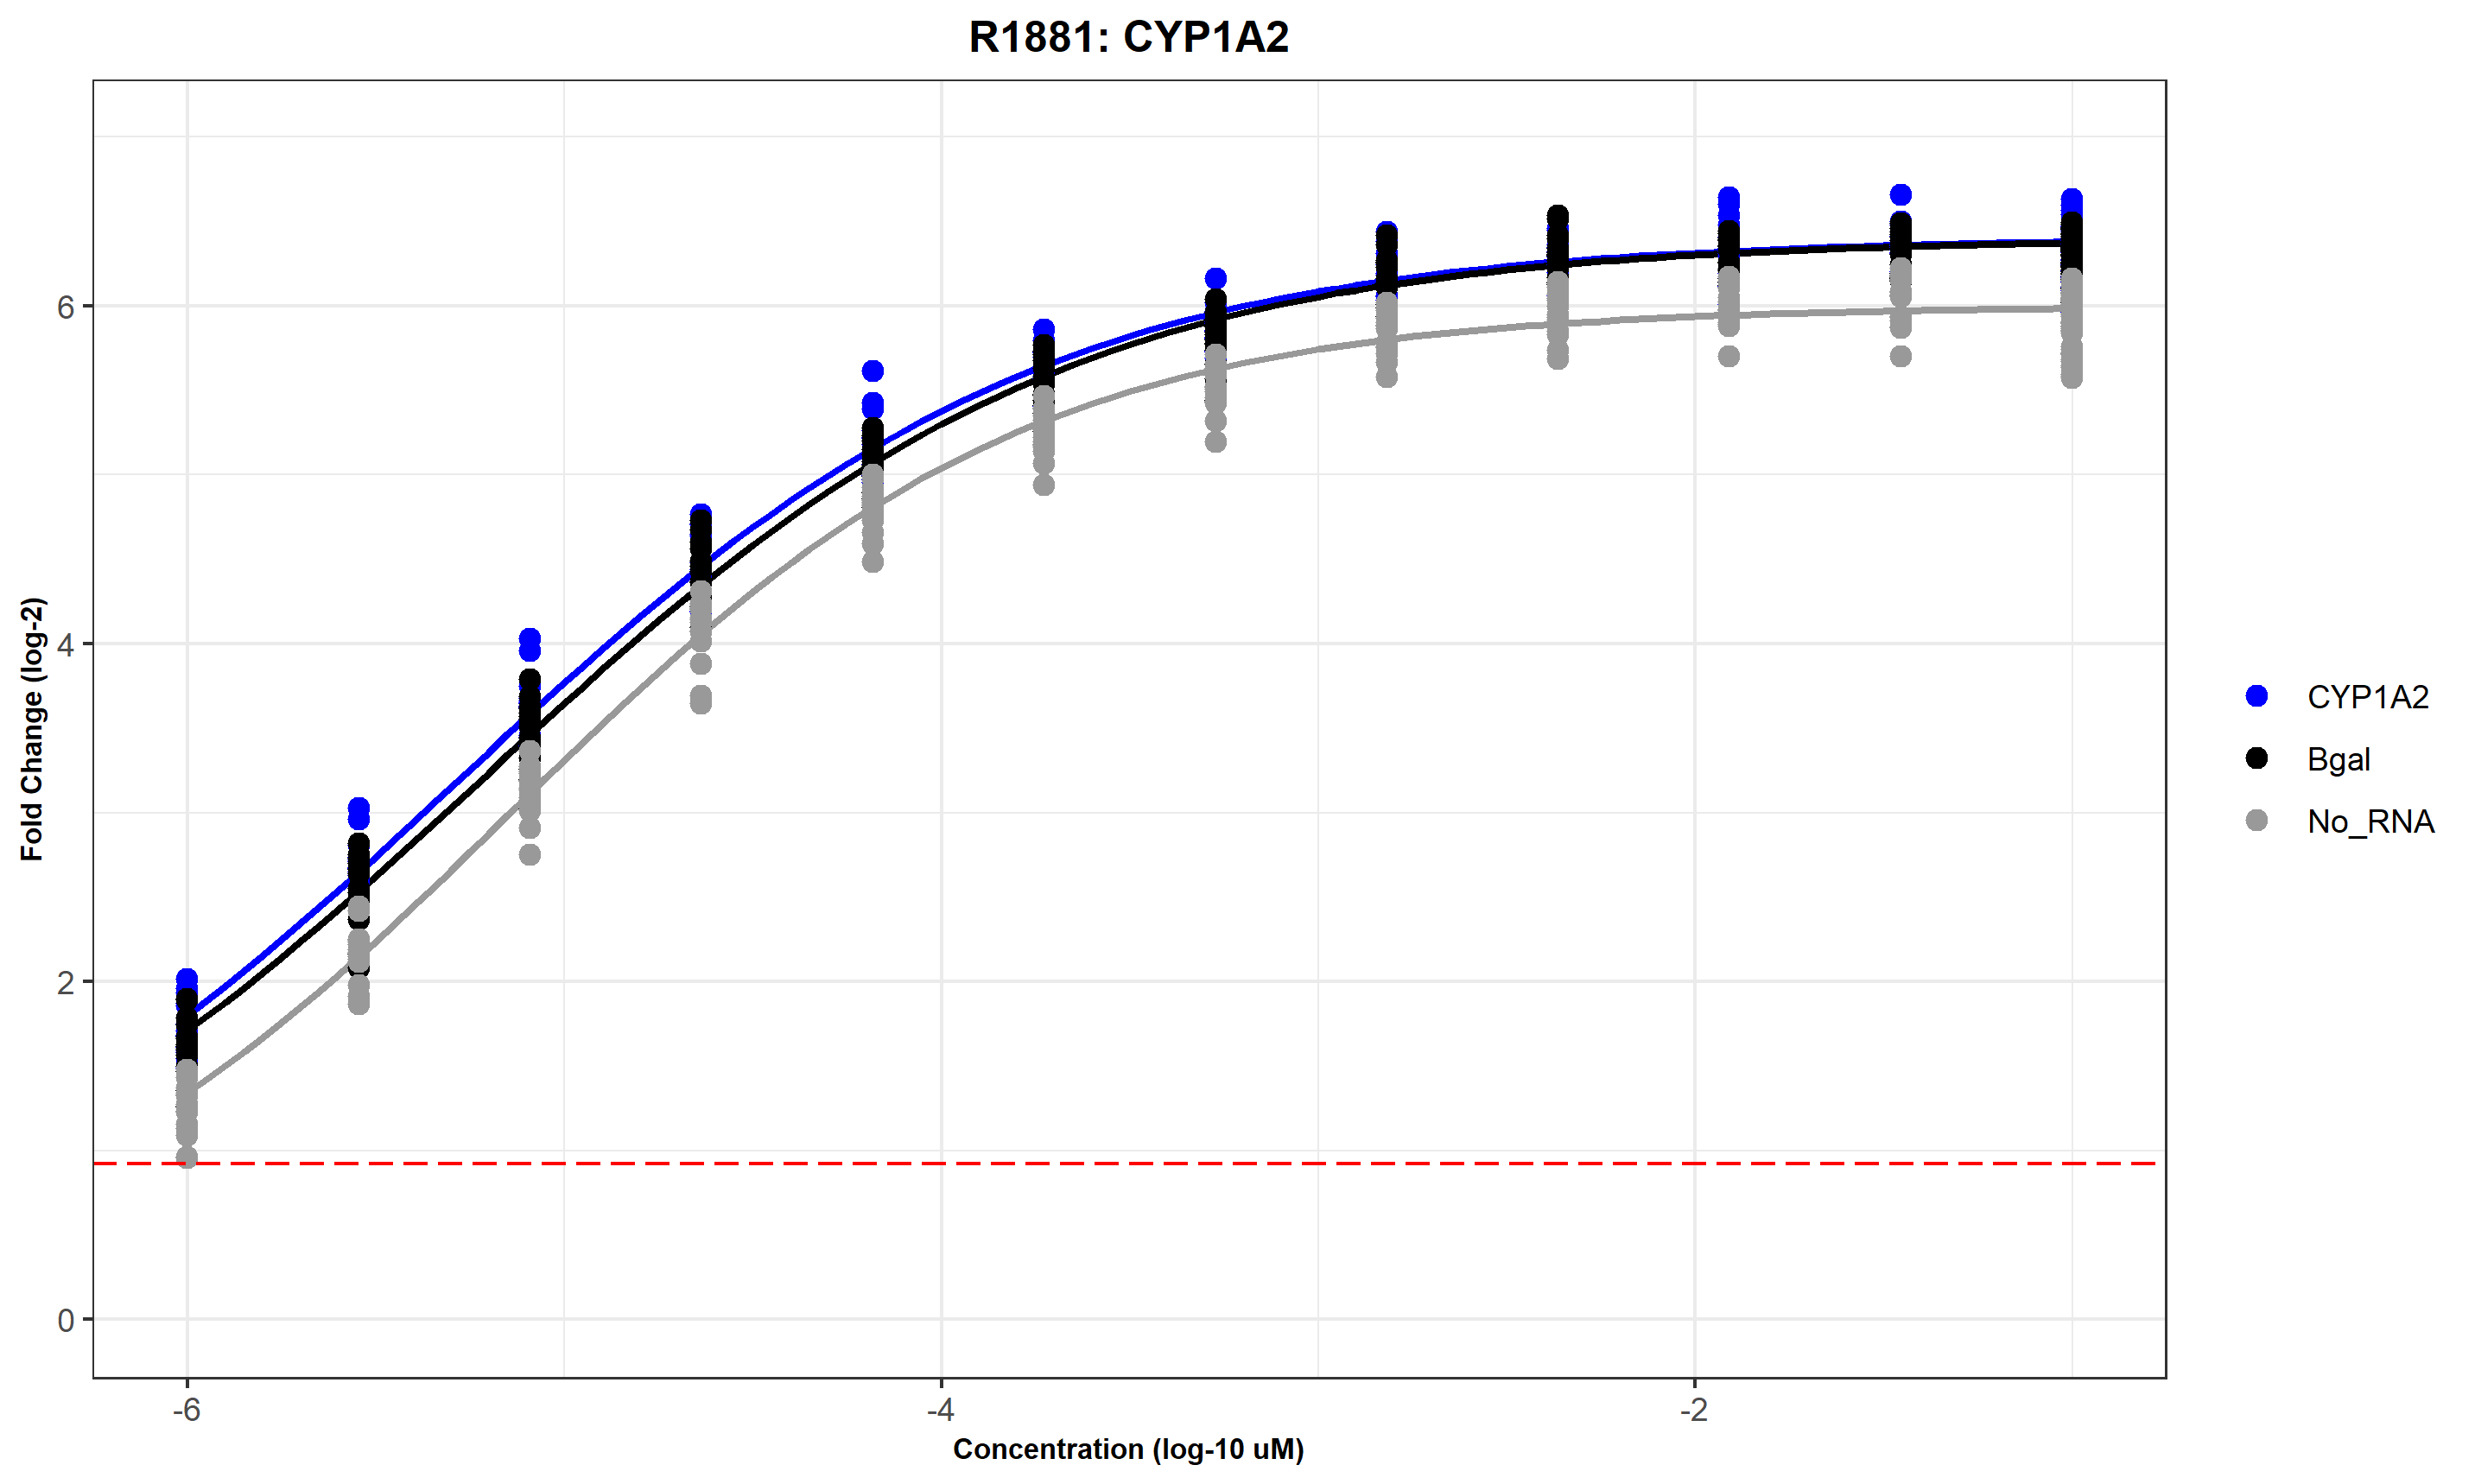 R1881: CYP1A2
Fold Change (log-2)
6
4
2
0
-6
-4
-2
Concentration (log-10 uM)
CYP1A2
Bgal
No_RNA